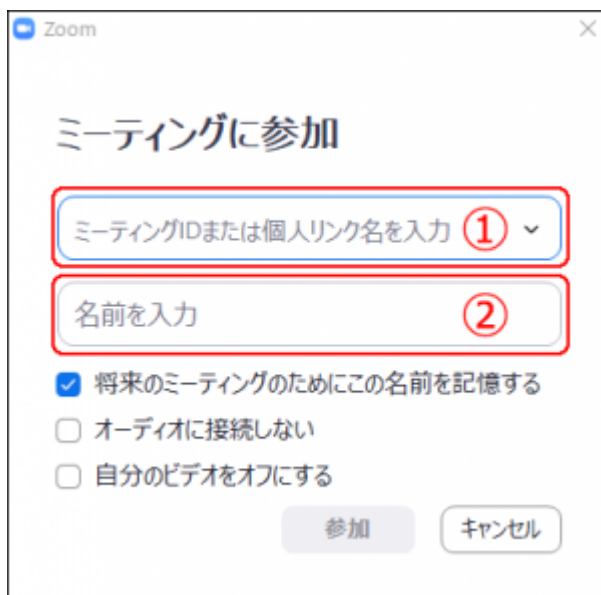 Zoom
ミーティングに参加
ミーティングIDまたは個人リンク名を入力 ①
名前を入力 ②
将来のミーティングのためにこの名前を記憶する
オーディオに接続しない
自分のビデオをオフにする
参加 キャンセル